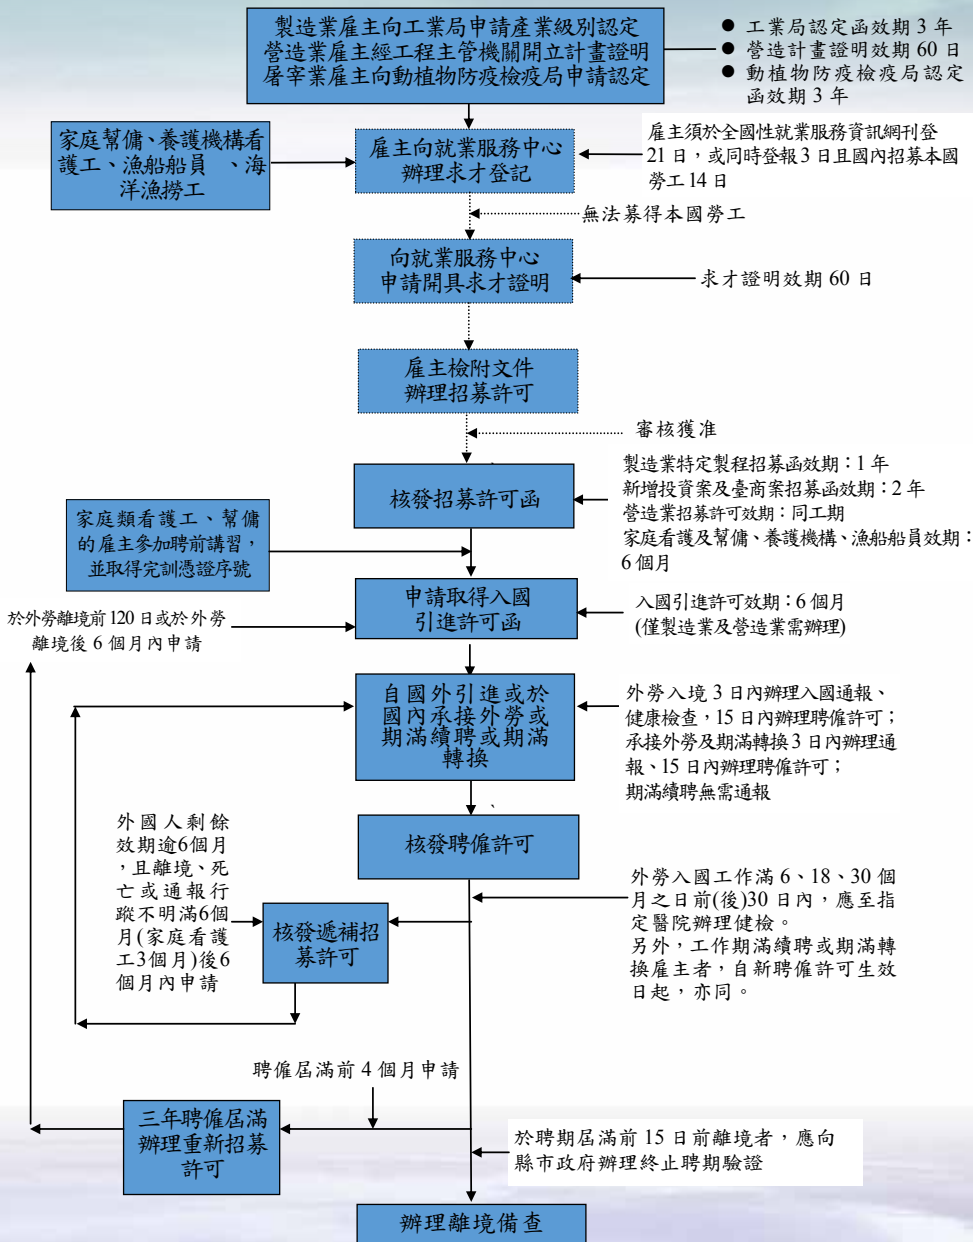 製造業雇主向工業局申請產業級別認定
營造業雇主經工程主管機關開立計畫證明
屠宰業雇主向動植物防疫檢疫局申請認定
● 工業局認定函效期 3 年
● 營造計畫證明效期 60 日
● 動植物防疫檢疫局認定
函效期 3 年
家庭幫傭、養護機構看
護工、漁船船員 、海
洋漁撈工
雇主向就業服務中心
辦理求才登記
雇主須於全國性就業服務資訊網刊登
21 日，或同時登報 3 日且國內招募本國
勞工 14 日
無法募得本國勞工
向就業服務中心
申請開具求才證明
求才證明效期 60 日
雇主檢附文件
辦理招募許可
審核獲准
核發招募許可函
製造業特定製程招募函效期：1 年
新增投資案及臺商案招募函效期：2 年
營造業招募許可效期：同工期
家庭看護及幫傭、養護機構、漁船船員效期：
6 個月
家庭類看護工、幫傭
的雇主參加聘前講習，
並取得完訓憑證序號
申請取得入國
引進許可函
入國引進許可效期：6 個月
(僅製造業及營造業需辦理)
於外勞離境前 120 日或於外勞
離境後 6 個月內申請
自國外引進或於
國內承接外勞或
期滿續聘或期滿
轉換
外勞入境 3 日內辦理入國通報、
健康檢查，15 日內辦理聘僱許可；
承接外勞及期滿轉換 3 日內辦理通
報、15 日內辦理聘僱許可；
期滿續聘無需通報
核發聘僱許可
外國人剩餘
效期逾6個月
，且離境、死
亡或通報行
蹤不明滿6個
月(家庭看護
工3個月)後6
個月內申請
核發遞補招
募許可
外勞入國工作滿 6、18、30 個
月之日前(後)30 日內，應至指
定醫院辦理健檢。
另外，工作期滿續聘或期滿轉
換雇主者，自新聘僱許可生效
日起，亦同。
聘僱屆滿前 4 個月申請
三年聘僱屆滿
辦理重新招募
許可
於聘期屆滿前 15 日前離境者，應向
縣市政府辦理終止聘期驗證
辦理離境備查